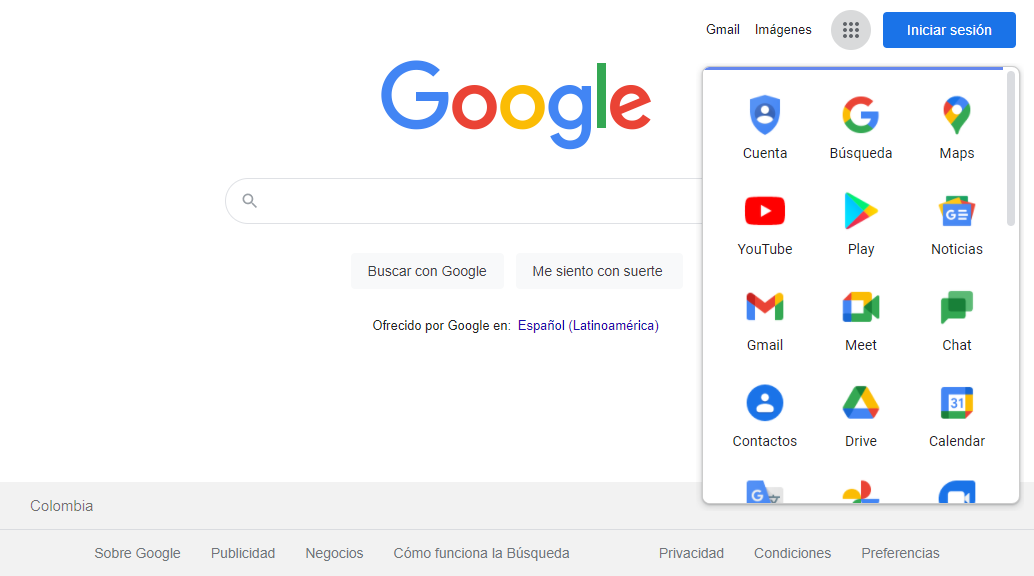 Gmail Imágenes Iniciar sesión
Google
Cuenta Búsqueda Maps
YouTube Play Noticias
GE
Gmail Meet Chat
31
Contactos Drive Calendar
G
Buscar con Google Me siento con suerte
Ofrecido por Google en: Español (Latinoamérica)
Colombia
Sobre Google Publicidad Negocios Cómo funciona la Búsqueda Privacidad Condiciones Preferencias